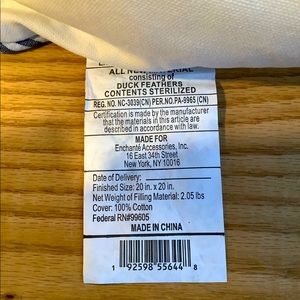 ALL NEW MATERIAL
consisting of
DUCK FEATHERS
CONTENTS STERILIZED
REG. NO. NC-3039(CN) PER.NO.PA-9965 (CN)
Certification is made by the manufacturer
that the materials in this article are
described in accordance with law.
MADE FOR
Enchanté Accessories, Inc.
16 East 34th Street
New York, NY 10016
Date of Delivery:
Finished Size: 20 in. x 20 in.
Net Weight of Filling Material: 2.05 lbs
Cover: 100% Cotton
Federal RN#99605
MADE IN CHINA
1 92598 55644 8